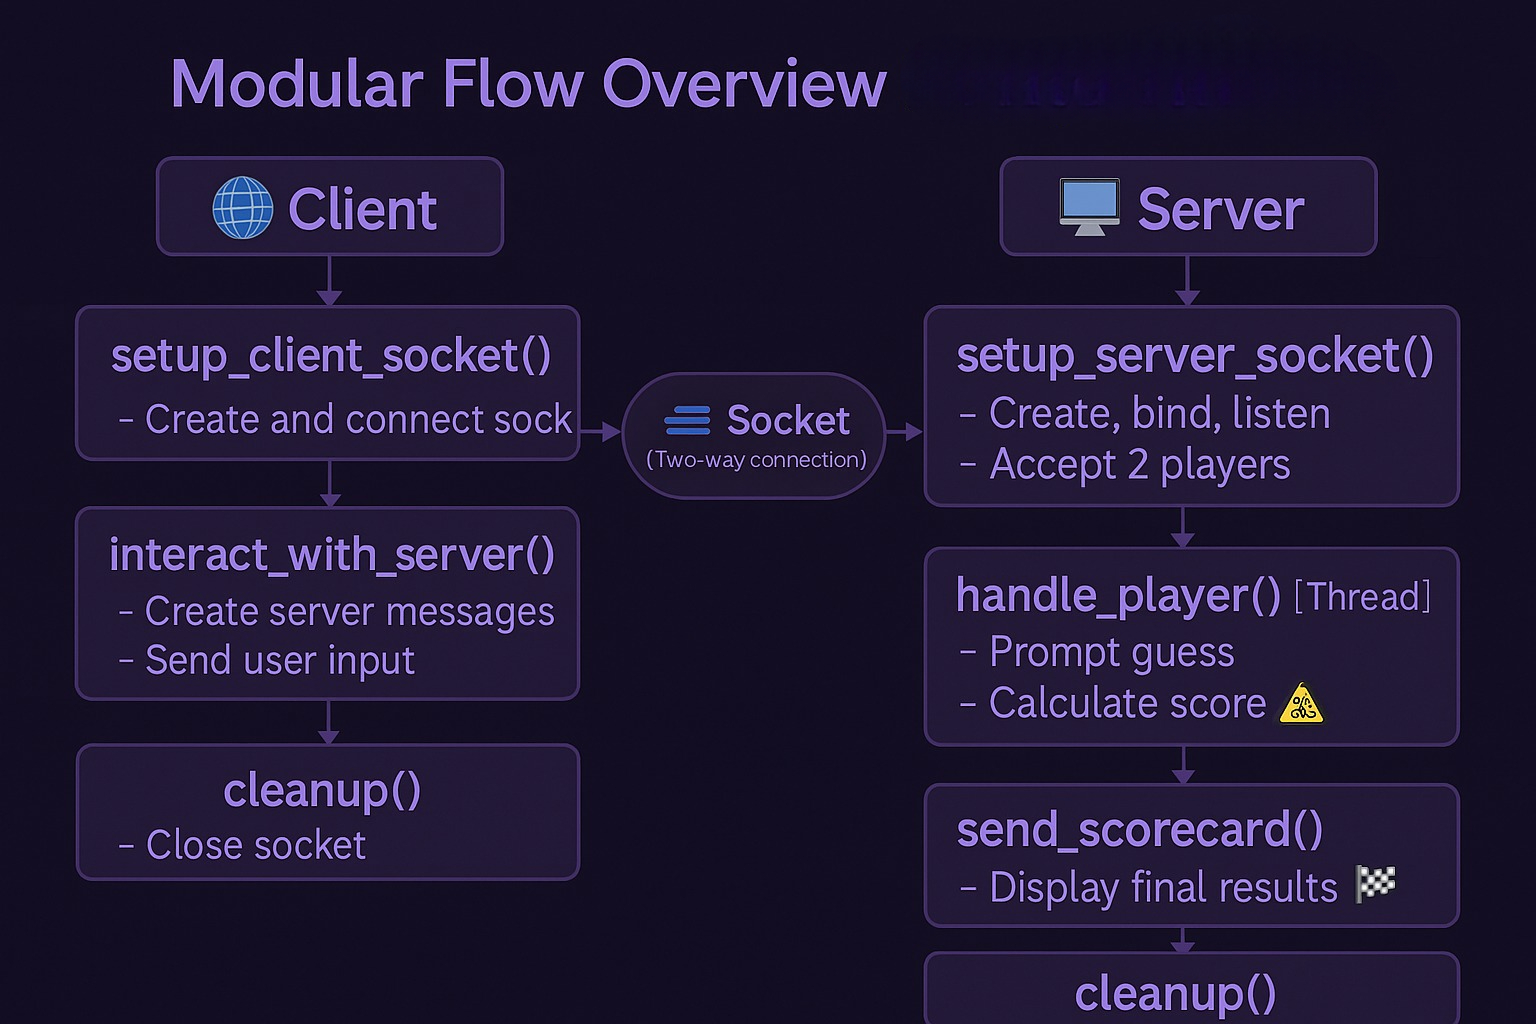 Modular Flow Overview
Client
setup_client_socket()
– Create and connect sock
interact_with_server()
– Create server messages
– Send user input
cleanup()
– Close socket
Socket
(Two-way connection)
Server
setup_server_socket()
– Create, bind, listen
– Accept 2 players
handle_player() [Thread]
– Prompt guess
– Calculate score
send_scorecard()
– Display final results
cleanup()